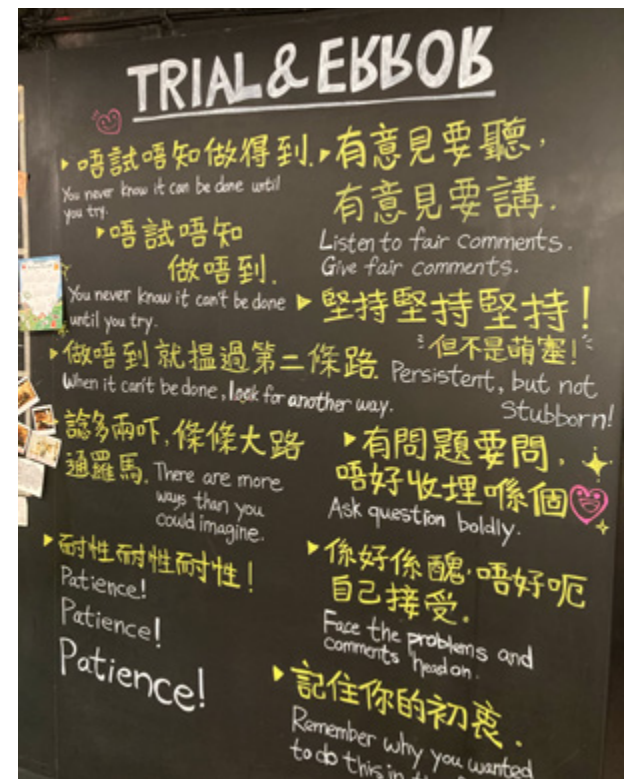 TRIAL & ERROR
唔試唔知做得到.
You never know it can be done until
you try.
唔試唔知
做唔到.
You never know it can't be done
until you try.
做唔到就揾過第二條路.
When it can't be done, look for another way.
諗多兩吓,條條大路
通羅馬.
There are more
ways than you
could imagine.
耐性耐性耐性!
Patience!
Patience!
Patience!
有意見要聽,
有意見要講.
Listen to fair comments.
Give fair comments.
堅持堅持堅持!
但不是萌塞!
Persistent, but not
Stubborn!
有問題要問,
唔好收埋喺個
Ask question boldly.
係好係醜,唔好呃
自己接受.
Face the problems and
comments head on.
記住你的初衷.
Remember why you wanted
to do this in